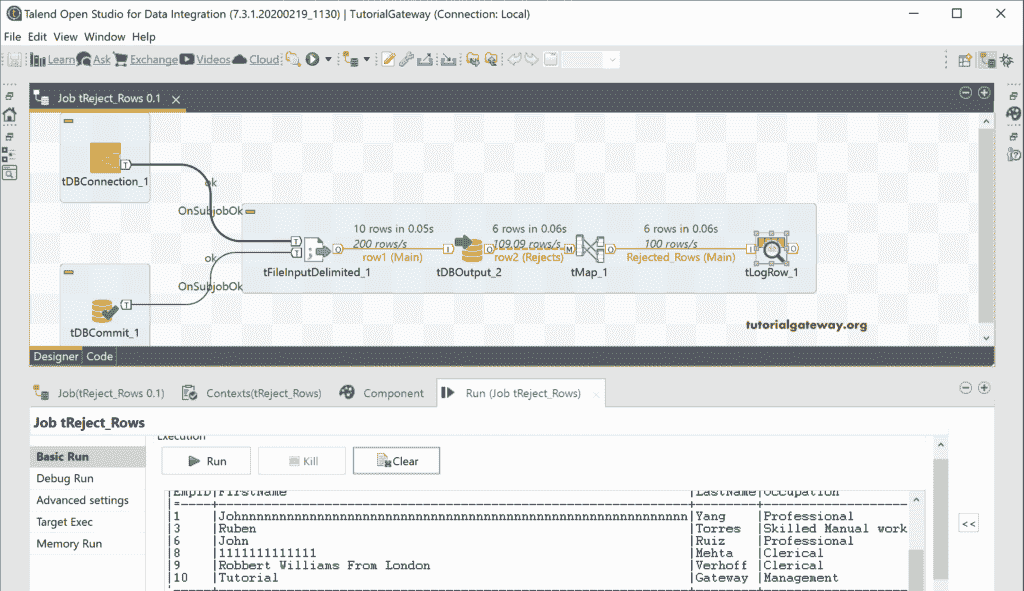 Talend Open Studio for Data Integration (7.3.1.20200219_1130) | TutorialGateway (Connection: Local)
File Edit View Window Help
Learn Ask Exchange Videos Cloud
Job tReject_Rows 0.1
tDBConnection_1
ok
OnSubjobOk
10 rows in 0.05s 6 rows in 0.06s 6 rows in 0.06s
200 rows/s 109.09 rows/s 100 rows/s
row1 (Main) row2 (Rejects) Rejected_Rows (Main)
tFileInputDelimited_1 tDBOutput_2 tMap_1 tLogRow_1
ok
OnSubjobOk
tDBCommit_1
tutorialgateway.org
Designer Code
Job(tReject_Rows 0.1) Contexts(tReject_Rows) Component Run (Job tReject_Rows)
Job tReject_Rows
Execution
Basic Run
Debug Run
Advanced settings
Target Exec
Memory Run
Run Kill Clear
|EmpID|FirstName |LastName|Occupation
|1 |Johnnnnnnnnnnnnnnnnnnnnnnnnnnnnnnnnnnnnnnnnnnnnnnnnnnnnnnn|Yang |Professional
|3 |Ruben |Torres |Skilled Manual work
|6 |John |Ruiz |Professional
|8 |1111111111111 |Mehta |Clerical
|9 |Robbert Williams From London |Verhoff |Clerical
|10 |Tutorial |Gateway |Management
<<